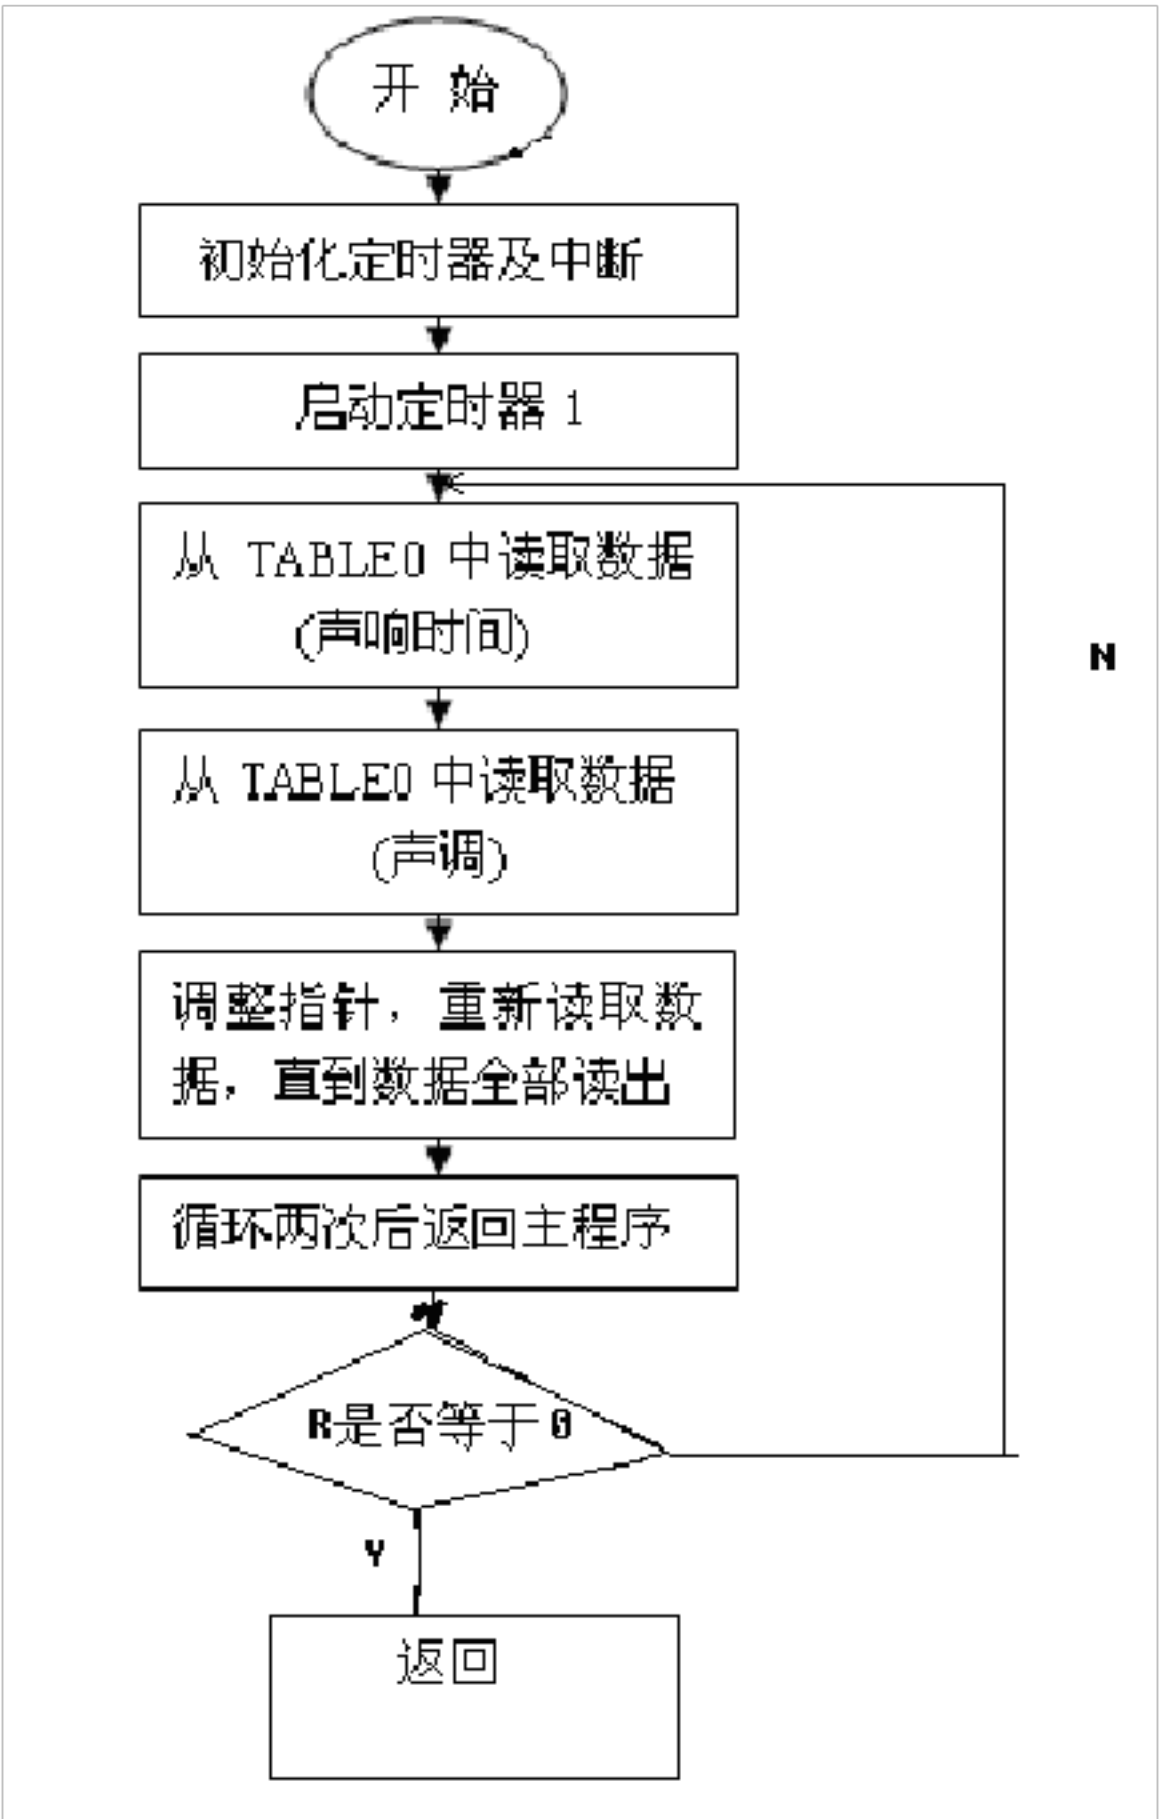 开 始
初始化定时器及中断
启动定时器 1
从 TABLE0 中读取数据
(声响时间)
N
从 TABLE0 中读取数据
(声调)
调整指针，重新读取数
据，直到数据全部读出
循环两次后返回主程序
R是否等于0
Y
返回